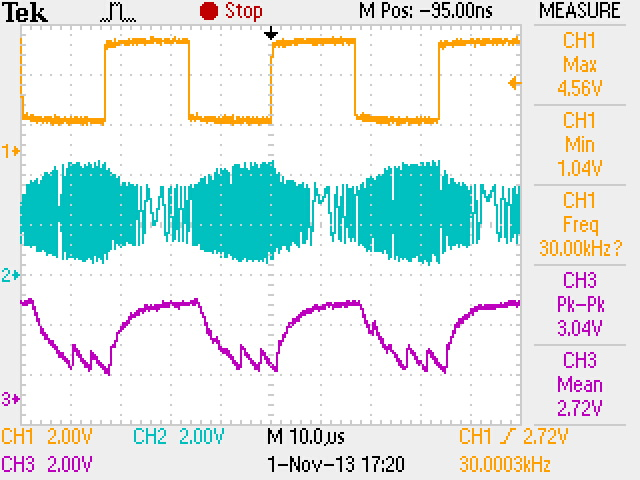 Tek Stop M Pos: -95.00ns MEASURE
CH1
Max
4.56V
CH1
Min
1.04V
CH1
Freq
30.00kHz?
CH3
Pk-Pk
3.04V
CH3
Mean
2.72V
1
2
3
CH1 2.00V CH2 2.00V M 10.0µs CH1 2.72V
CH3 2.00V 1-Nov-13 17:20 30.0003kHz